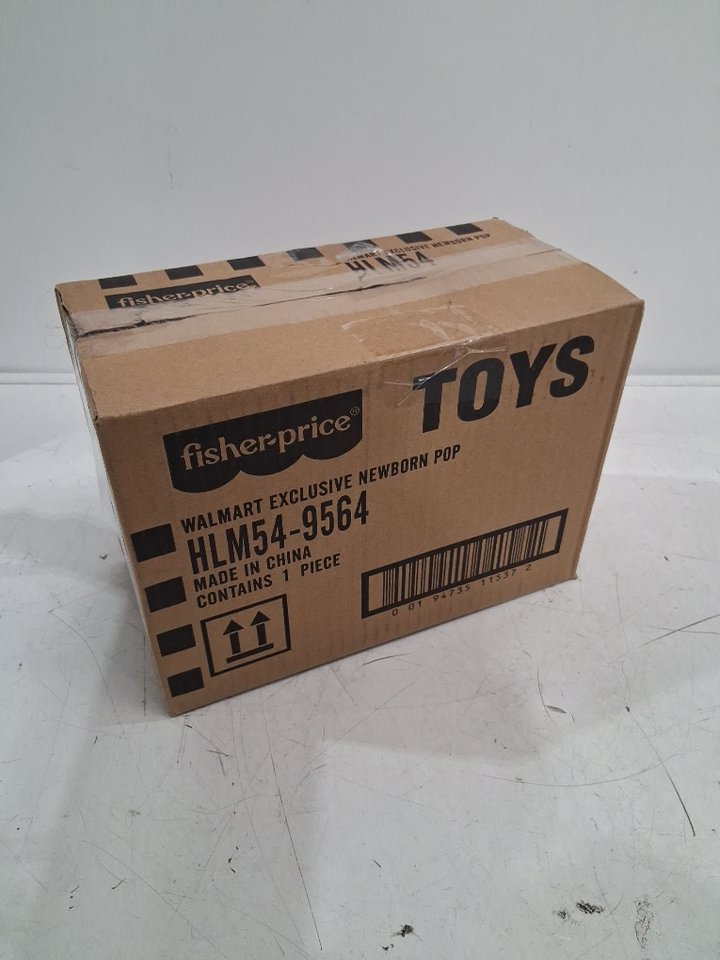 fisher-price
WALMART EXCLUSIVE NEWBORN POP
HLM54
TOYS
fisher-price®
WALMART EXCLUSIVE NEWBORN POP
HLM54-9564
MADE IN CHINA
CONTAINS 1 PIECE
0 01 94735 11537 2